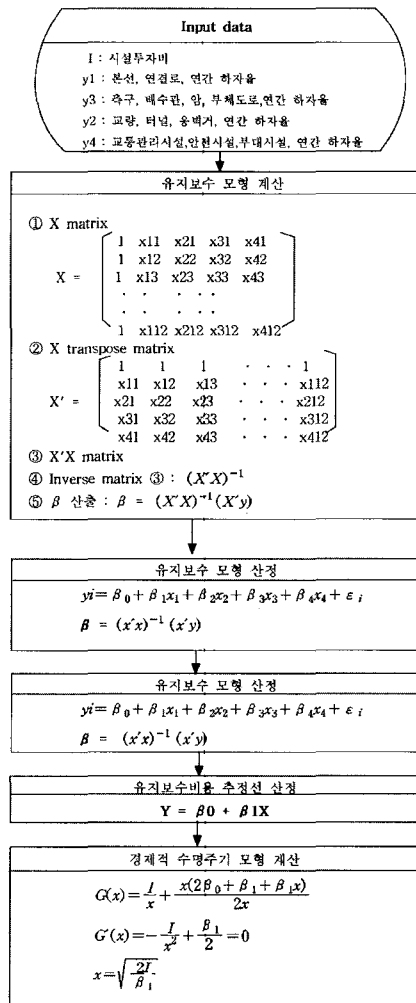 Input data
I : 시설투자비
y1 : 본선, 연결로, 연간 하자율
y3 : 측구, 배수관, 암, 부체도로,연간 하자율
y2 : 교량, 터널, 옹벽거, 연간 하자율
y4 : 교통관리시설,안전시설,부대시설, 연간 하자율
유지보수 모형 계산
① X matrix
1 x11 x21 x31 x41
1 x12 x22 x32 x42
X = 1 x13 x23 x33 x43
· · · · ·
· · · · ·
1 x112 x212 x312 x412
② X transpose matrix
1 1 1 · · · 1
x11 x12 x13 · · · x112
X' = x21 x22 x23 · · · x212
x31 x32 x33 · · · x312
x41 x42 x43 · · · x412
③ X'X matrix
④ Inverse matrix ③ : (X'X)⁻¹
⑤ β 산출 : β = (X'X)⁻¹(X'y)
유지보수 모형 산정
yi= β₀ + β₁x₁ + β₂x₂ + β₃x₃ + β₄x₄ + ε i
β = (x'x)⁻¹ (x'y)
유지보수 모형 산정
yi= β₀ + β₁x₁ + β₂x₂ + β₃x₃ + β₄x₄ + ε i
β = (x'x)⁻¹ (x'y)
유지보수비용 추정선 산정
Y = β0 + β1X
경제적 수명주기 모형 계산
G(x) = I/x + x(2β₀ + β₁ + β₁x)/2x
G'(x) = − I/x² + β₁/2 = 0
x = √(2I/β₁)